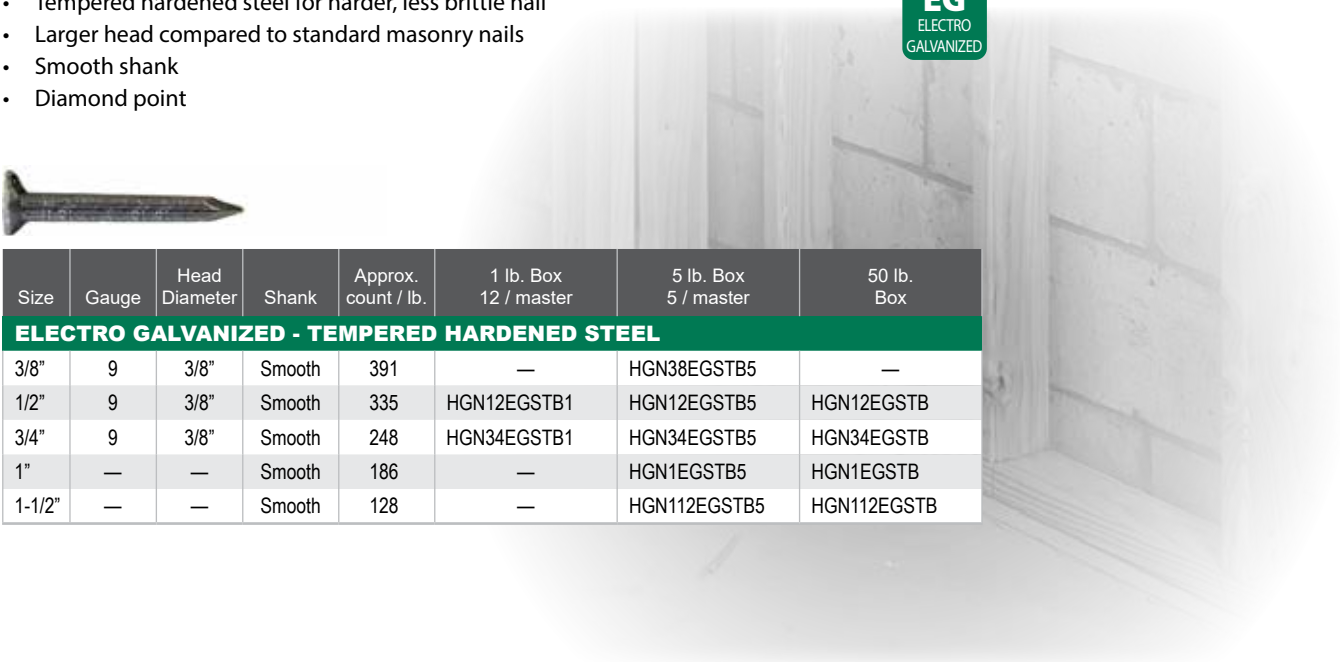 • Tempered hardened steel for harder, less brittle nail
• Larger head compared to standard masonry nails
• Smooth shank
• Diamond point
EG
ELECTRO
GALVANIZED
Size Gauge Head Diameter Shank Approx. count / lb. 1 lb. Box 12 / master 5 lb. Box 5 / master 50 lb. Box
ELECTRO GALVANIZED - TEMPERED HARDENED STEEL
3/8” 9 3/8” Smooth 391 — HGN38EGSTB5 —
1/2” 9 3/8” Smooth 335 HGN12EGSTB1 HGN12EGSTB5 HGN12EGSTB
3/4” 9 3/8” Smooth 248 HGN34EGSTB1 HGN34EGSTB5 HGN34EGSTB
1” — — Smooth 186 — HGN1EGSTB5 HGN1EGSTB
1-1/2” — — Smooth 128 — HGN112EGSTB5 HGN112EGSTB